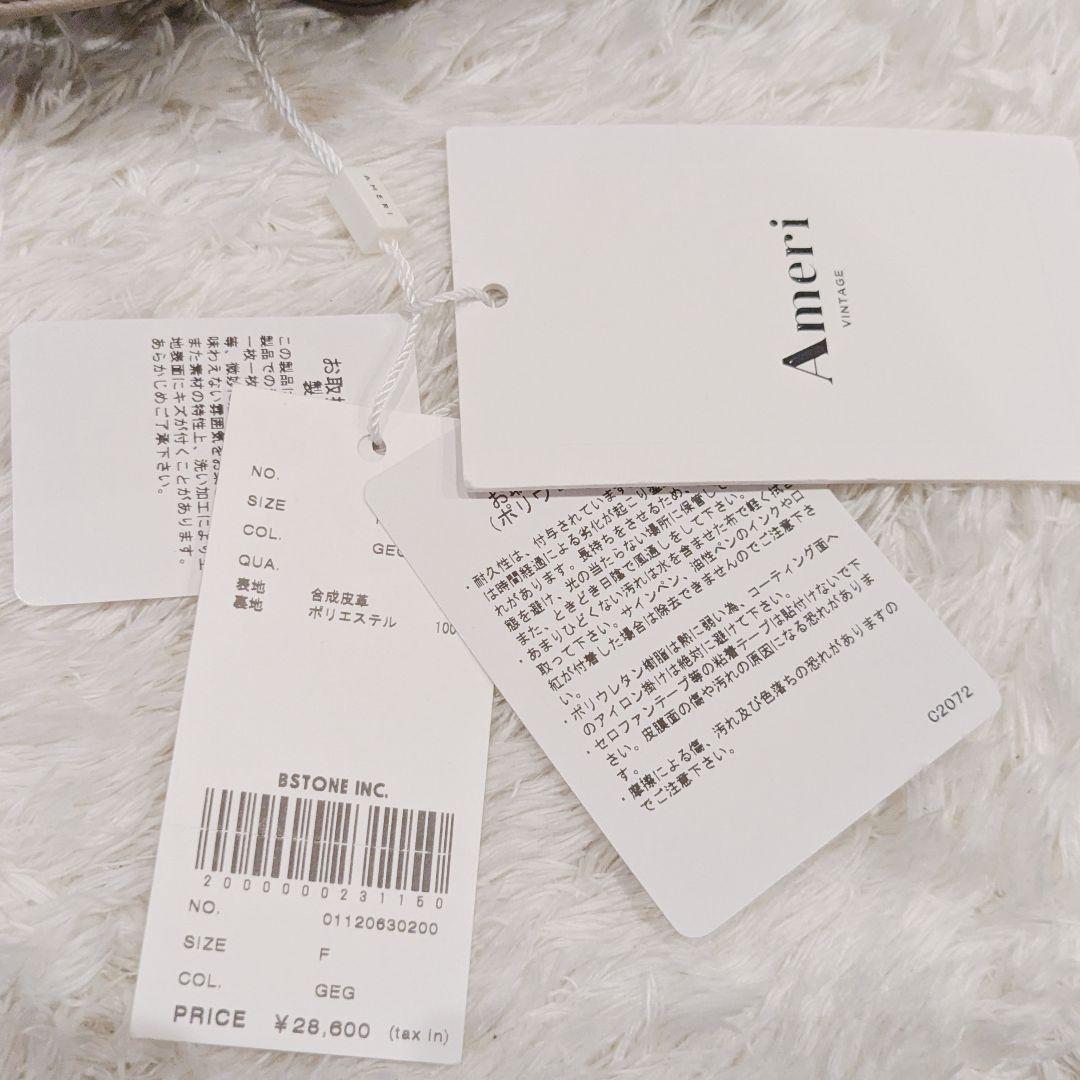 AMERI
Ameri
VINTAGE
この製品に
製品での
一枚一枚
等、微妙に
味わえない雰囲気をお楽
また素材の特性上、洗い加工により生
地表面にキズが付くことがあります。
あらかじめご了承下さい。
NO.
SIZE
COL.
GEG
QUA.
表地 合成皮革
裏地 ポリエステル 100
BSTONE INC.
2000000231150
NO. 01120630200
SIZE F
COL. GEG
PRICE ¥28,600 (tax in)
・耐久性は、付与されています
は時間経過による劣化が起こり
れがあります。長持ちをさせるため、
態を避け、光の当たらない場所に保管して
また、ときどき日陰で風通しをして下さい。
・あまりひどくない汚れは水を含ませた布で軽く拭き
取って下さい。サインペン、油性ペンのインクや口
紅が付着した場合は除去できませんのでご注意下さ
い。
・ポリウレタン樹脂は熱に弱い為、コーティング面へ
のアイロン掛けは絶対に避けて下さい。
・セロファンテープ等の粘着テープは貼付けないで下
さい。皮膜面の傷や汚れの原因になる恐れがありま
す。
・摩擦による傷、汚れ及び色落ちの恐れがありますの
でご注意下さい。
C2072